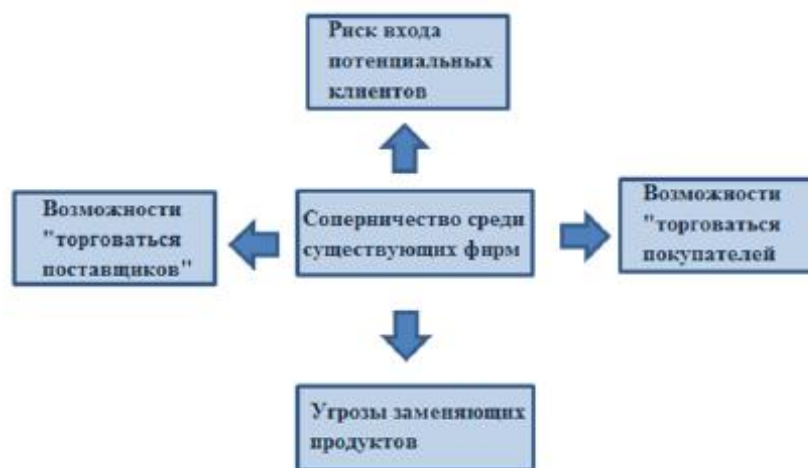 Риск входа
потенциальных
клиентов
Возможности
"торговаться
поставщиков"
Соперничество среди
существующих фирм
Возможности
"торговаться
покупателей
Угрозы заменяющих
продуктов